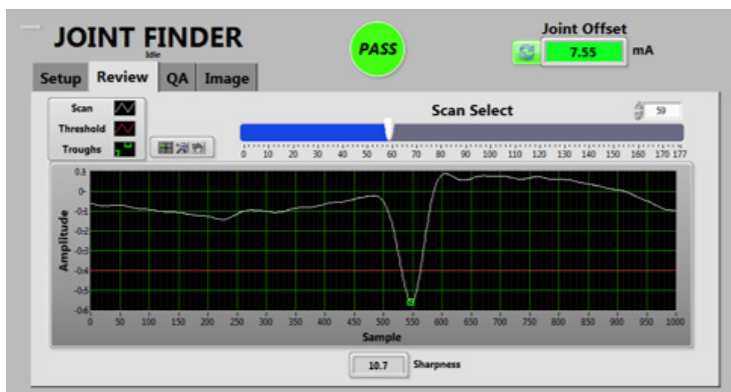 JOINT FINDER
Idle
PASS
Joint Offset
7.55 mA
Setup Review QA Image
Scan
Threshold
Troughs
Scan Select
59
0 10 20 30 40 50 60 70 80 90 100 110 120 130 140 150 160 170 177
Amplitude
0.1
0
-0.1
-0.2
-0.3
-0.4
-0.5
-0.6
0 50 100 150 200 250 300 350 400 450 500 550 600 650 700 750 800 850 900 950 1000
Sample
10.7 Sharpness